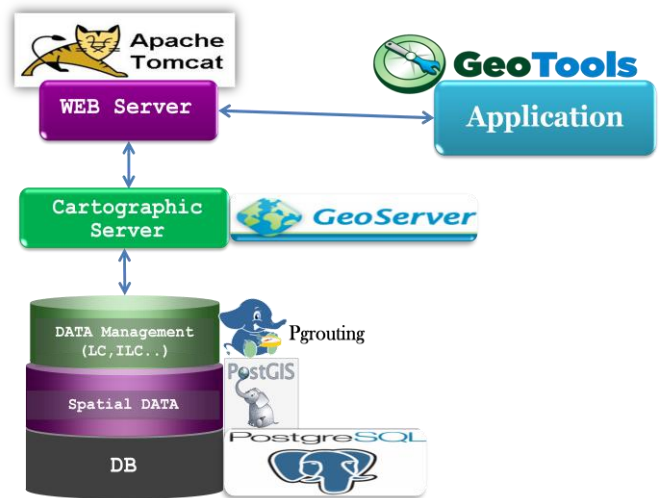 Apache
Tomcat
GeoTools
WEB Server
Application
Cartographic
Server
GeoServer
DATA Management
(LC,ILC..)
Pgrouting
PostGIS
Spatial DATA
PostgreSQL
DB